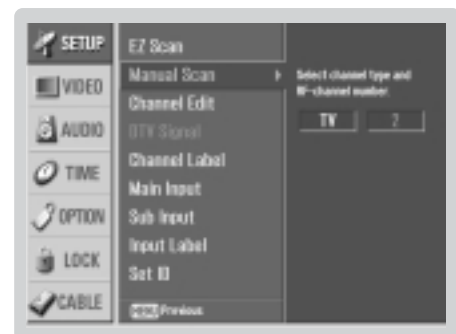 SETUP
VIDEO
AUDIO
TIME
OPTION
LOCK
CABLE
EZ Scan
Manual Scan
Channel Edit
DTV Signal
Channel Label
Main Input
Sub Input
Input Label
Set ID
MENU Previous
Select channel type and
RF-channel number.
TV 2